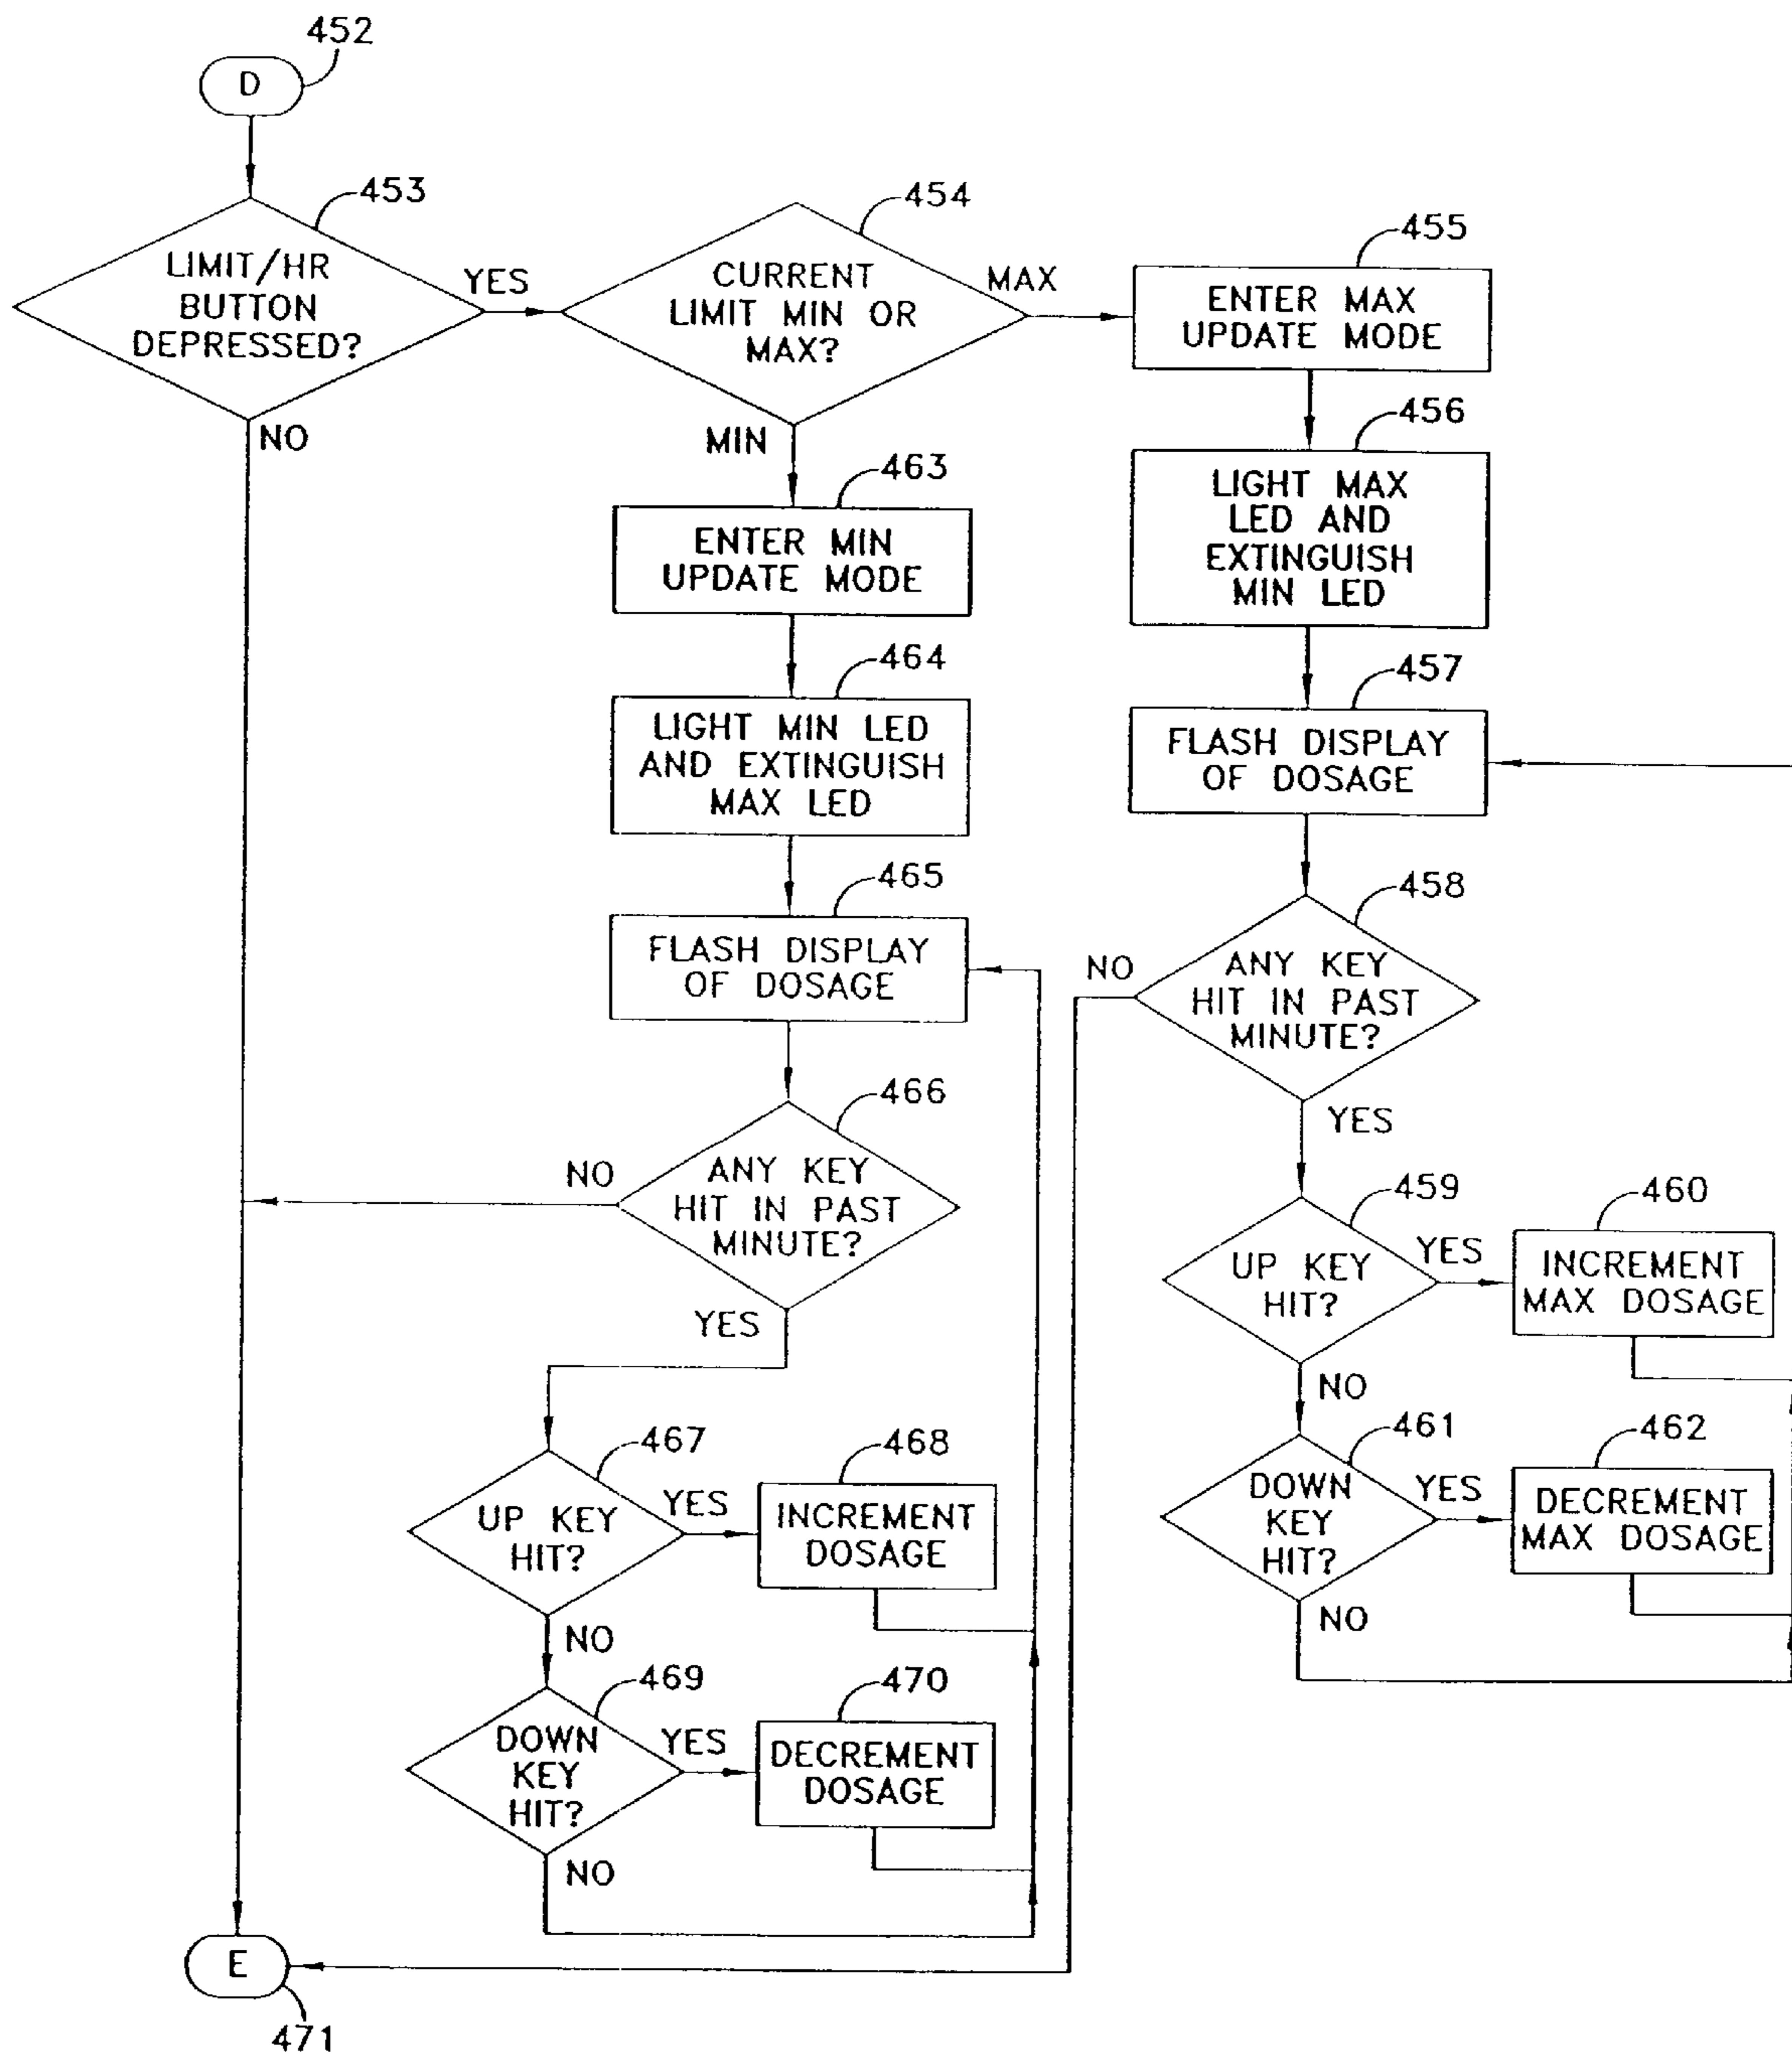 452
D
453
LIMIT/HR
BUTTON
DEPRESSED?
YES
NO
454
CURRENT
LIMIT MIN OR
MAX?
MAX
MIN
455
ENTER MAX
UPDATE MODE
456
LIGHT MAX
LED AND
EXTINGUISH
MIN LED
457
FLASH DISPLAY
OF DOSAGE
458
ANY KEY
HIT IN PAST
MINUTE?
NO
YES
459
UP KEY
HIT?
YES
NO
460
INCREMENT
MAX DOSAGE
461
DOWN
KEY
HIT?
YES
NO
462
DECREMENT
MAX DOSAGE
463
ENTER MIN
UPDATE MODE
464
LIGHT MIN LED
AND EXTINGUISH
MAX LED
465
FLASH DISPLAY
OF DOSAGE
466
ANY KEY
HIT IN PAST
MINUTE?
NO
YES
467
UP KEY
HIT?
YES
NO
468
INCREMENT
DOSAGE
469
DOWN
KEY
HIT?
YES
NO
470
DECREMENT
DOSAGE
E
471